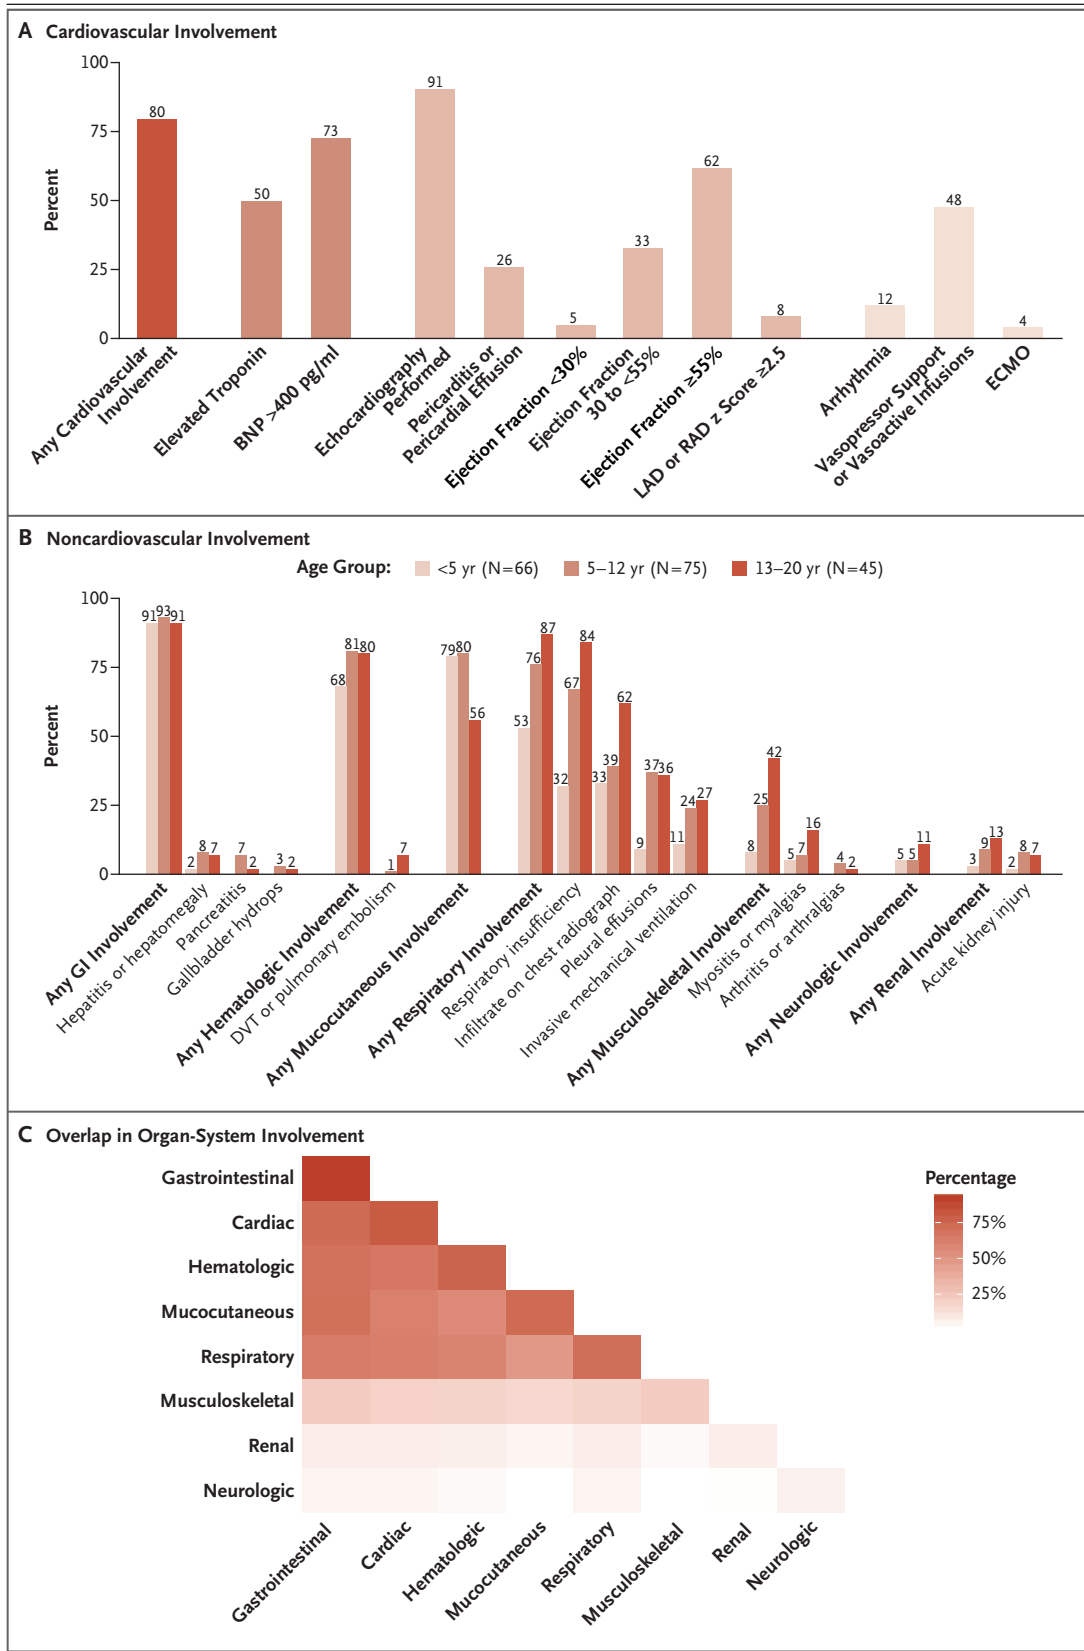 A Cardiovascular Involvement
100
75
50
25
0
Percent
80
50
73
91
26
5
33
62
8
12
48
4
Any Cardiovascular
Involvement
Elevated Troponin
BNP >400 pg/ml
Echocardiography
Performed
Pericarditis or
Pericardial Effusion
Ejection Fraction <30%
Ejection Fraction
30 to <55%
Ejection Fraction ≥55%
LAD or RAD z Score ≥2.5
Arrhythmia
Vasopressor Support
or Vasoactive Infusions
ECMO
B Noncardiovascular Involvement
Age Group: <5 yr (N=66) 5–12 yr (N=75) 13–20 yr (N=45)
100
75
50
25
0
Percent
91 93 91
2 8 7
7 2
3 2
68 81 80
1 7
79 80 56
53 76 87
32 67 84
33 39 62
9 37 36
11 24 27
8 25 42
5 7 16
4 2
5 5 11
3 9 13
2 8 7
Any GI Involvement
Hepatitis or hepatomegaly
Pancreatitis
Gallbladder hydrops
Any Hematologic Involvement
DVT or pulmonary embolism
Any Mucocutaneous Involvement
Any Respiratory Involvement
Respiratory insufficiency
Infiltrate on chest radiograph
Pleural effusions
Invasive mechanical ventilation
Any Musculoskeletal Involvement
Myositis or myalgias
Arthritis or arthralgias
Any Neurologic Involvement
Any Renal Involvement
Acute kidney injury
C Overlap in Organ-System Involvement
Gastrointestinal
Cardiac
Hematologic
Mucocutaneous
Respiratory
Musculoskeletal
Renal
Neurologic
Percentage
75%
50%
25%
Gastrointestinal
Cardiac
Hematologic
Mucocutaneous
Respiratory
Musculoskeletal
Renal
Neurologic